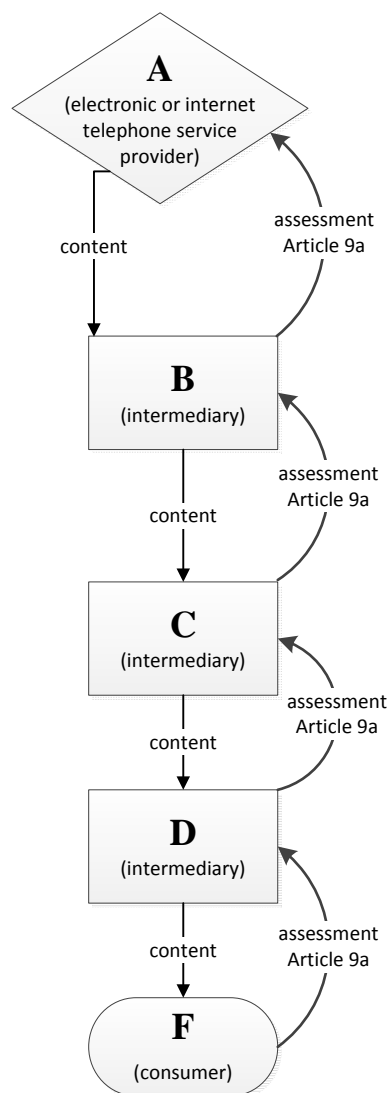 A
(electronic or internet
telephone service
provider)
assessment
Article 9a
content
B
(intermediary)
assessment
Article 9a
content
C
(intermediary)
assessment
Article 9a
content
D
(intermediary)
assessment
Article 9a
content
F
(consumer)